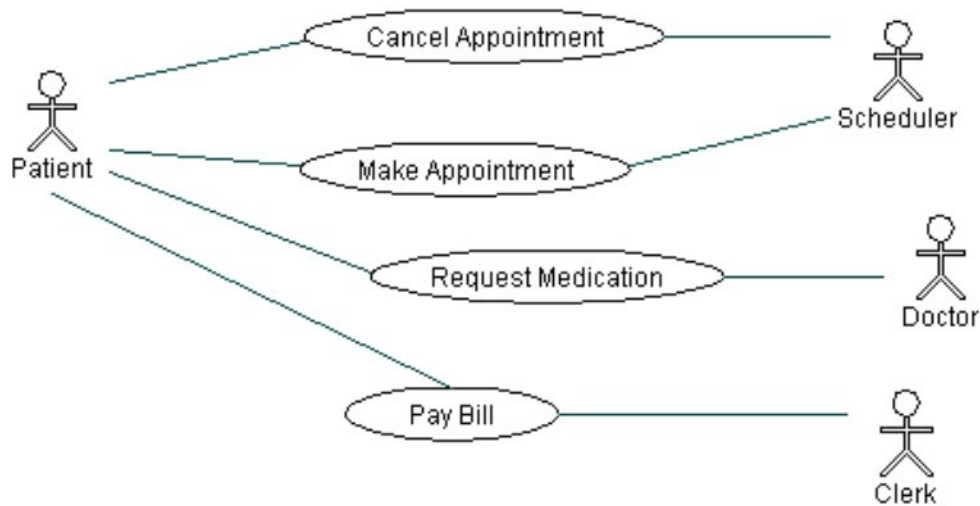 Cancel Appointment
Scheduler
Patient
Make Appointment
Request Medication
Doctor
Pay Bill
Clerk